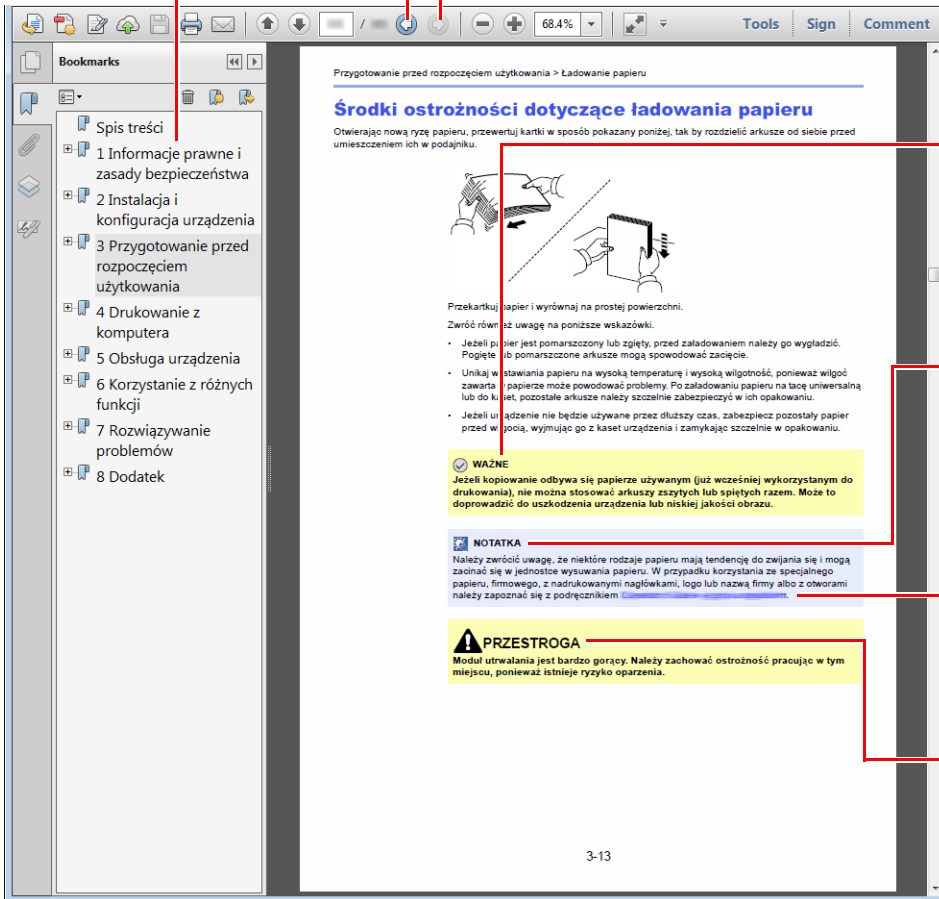 /
68.4%
Tools
Sign
Comment
Bookmarks
Spis treści
1 Informacje prawne i
zasady bezpieczeństwa
2 Instalacja i
konfiguracja urządzenia
3 Przygotowanie przed
rozpoczęciem
użytkowania
4 Drukowanie z
komputera
5 Obsługa urządzenia
6 Korzystanie z różnych
funkcji
7 Rozwiązywanie
problemów
8 Dodatek
Przygotowanie przed rozpoczęciem użytkowania > Ładowanie papieru
Środki ostrożności dotyczące ładowania papieru
Otwierając nową ryzę papieru, przewertuj kartki w sposób pokazany poniżej, tak by rozdzielić arkusze od siebie przed
umieszczeniem ich w podajniku.
Przekartkuj papier i wyrównaj na prostej powierzchni.
Zwróć również uwagę na poniższe wskazówki.
• Jeżeli papier jest pomarszczony lub zgięty, przed załadowaniem należy go wygładzić.
Pogięte lub pomarszczone arkusze mogą spowodować zacięcie.
• Unikaj wystawiania papieru na wysoką temperaturę i wysoką wilgotność, ponieważ wilgoć
zawarta w papierze może powodować problemy. Po załadowaniu papieru na tacę uniwersalną
lub do kaset, pozostałe arkusze należy szczelnie zabezpieczyć w ich opakowaniu.
• Jeżeli urządzenie nie będzie używane przez dłuższy czas, zabezpiecz pozostały papier
przed wilgocią, wyjmując go z kaset urządzenia i zamykając szczelnie w opakowaniu.
WAŻNE
Jeżeli kopiowanie odbywa się papierze używanym (już wcześniej wykorzystanym do
drukowania), nie można stosować arkuszy zszytych lub spiętych razem. Może to
doprowadzić do uszkodzenia urządzenia lub niskiej jakości obrazu.
NOTATKA
Należy zwrócić uwagę, że niektóre rodzaje papieru mają tendencję do zwijania się i mogą
zacinać się w jednostce wysuwania papieru. W przypadku korzystania ze specjalnego
papieru, firmowego, z nadrukowanymi nagłówkami, logo lub nazwą firmy albo z otworami
należy zapoznać się z podręcznikiem
PRZESTROGA
Moduł utrwalania jest bardzo gorący. Należy zachować ostrożność pracując w tym
miejscu, ponieważ istnieje ryzyko oparzenia.
3-13